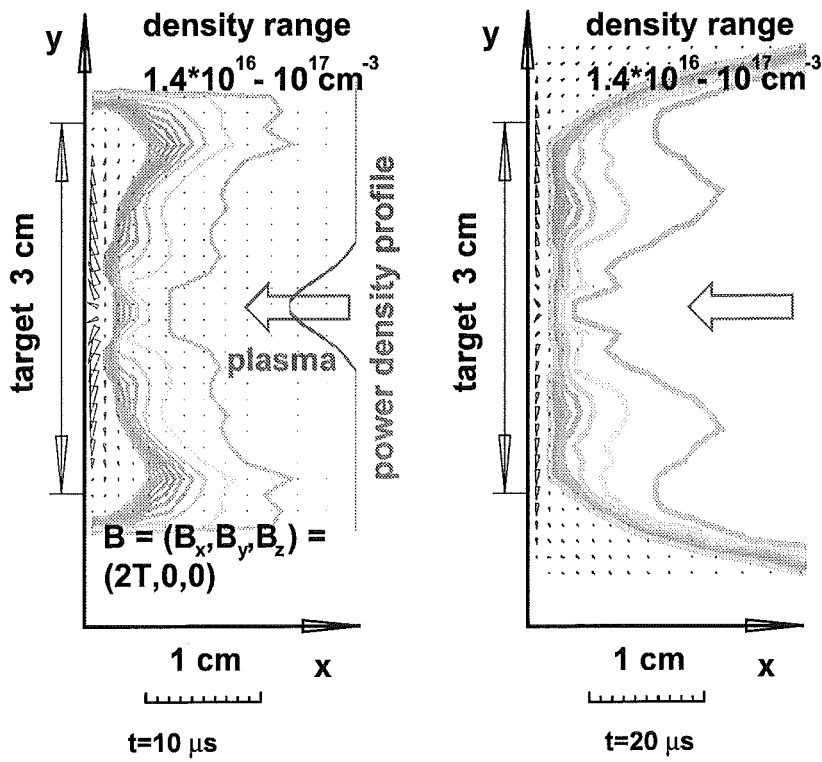 y
density range
1.4*10^16 - 10^17 cm^-3
target 3 cm
plasma
power density profile
B = (Bx,By,Bz) =
(2T,0,0)
1 cm
x
t=10 μs
y
density range
1.4*10^16 - 10^17 cm^-3
target 3 cm
1 cm
x
t=20 μs